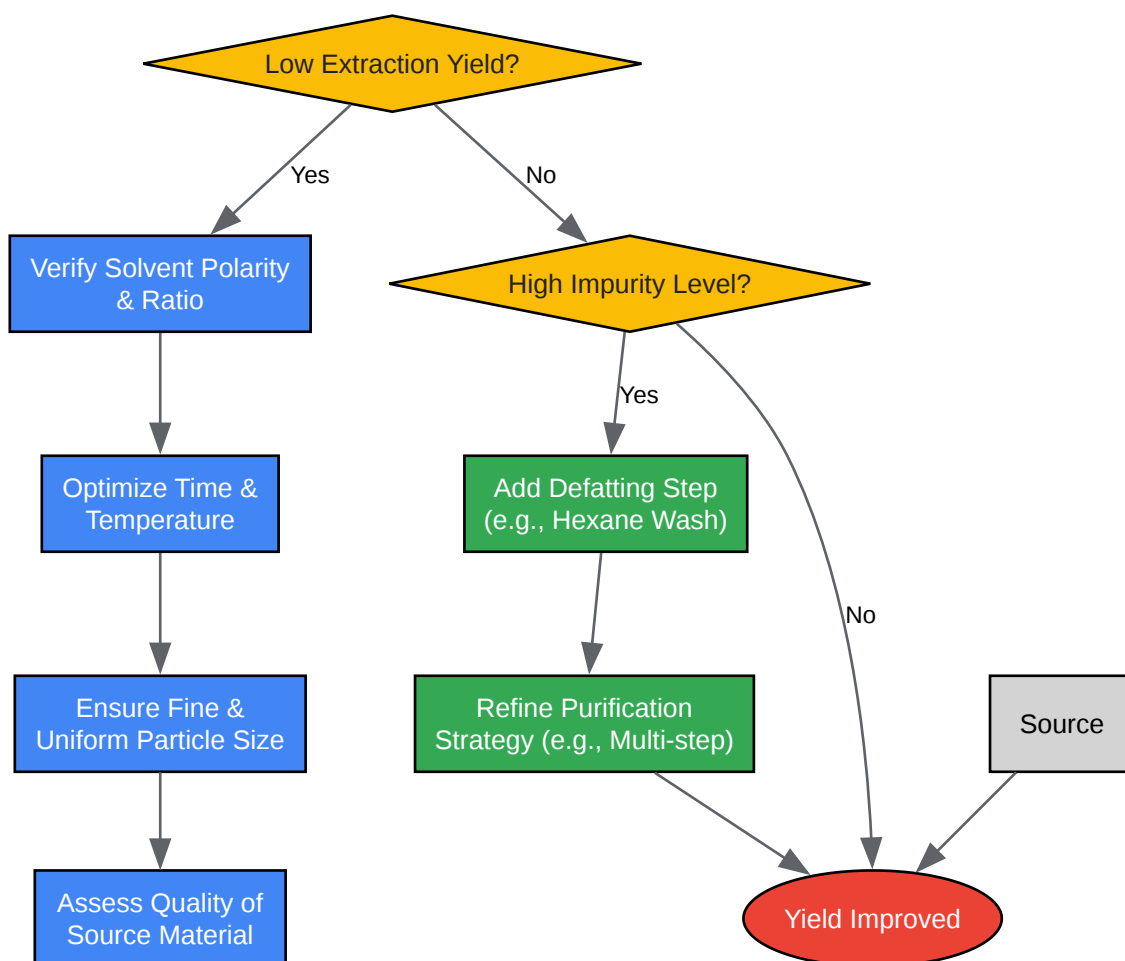 Low Extraction Yield?
Yes
No
Verify Solvent Polarity
& Ratio
High Impurity Level?
Yes
Optimize Time &
Temperature
Add Defatting Step
(e.g., Hexane Wash)
No
Ensure Fine &
Uniform Particle Size
Refine Purification
Strategy (e.g., Multi-step)
Source
Assess Quality of
Source Material
Yield Improved